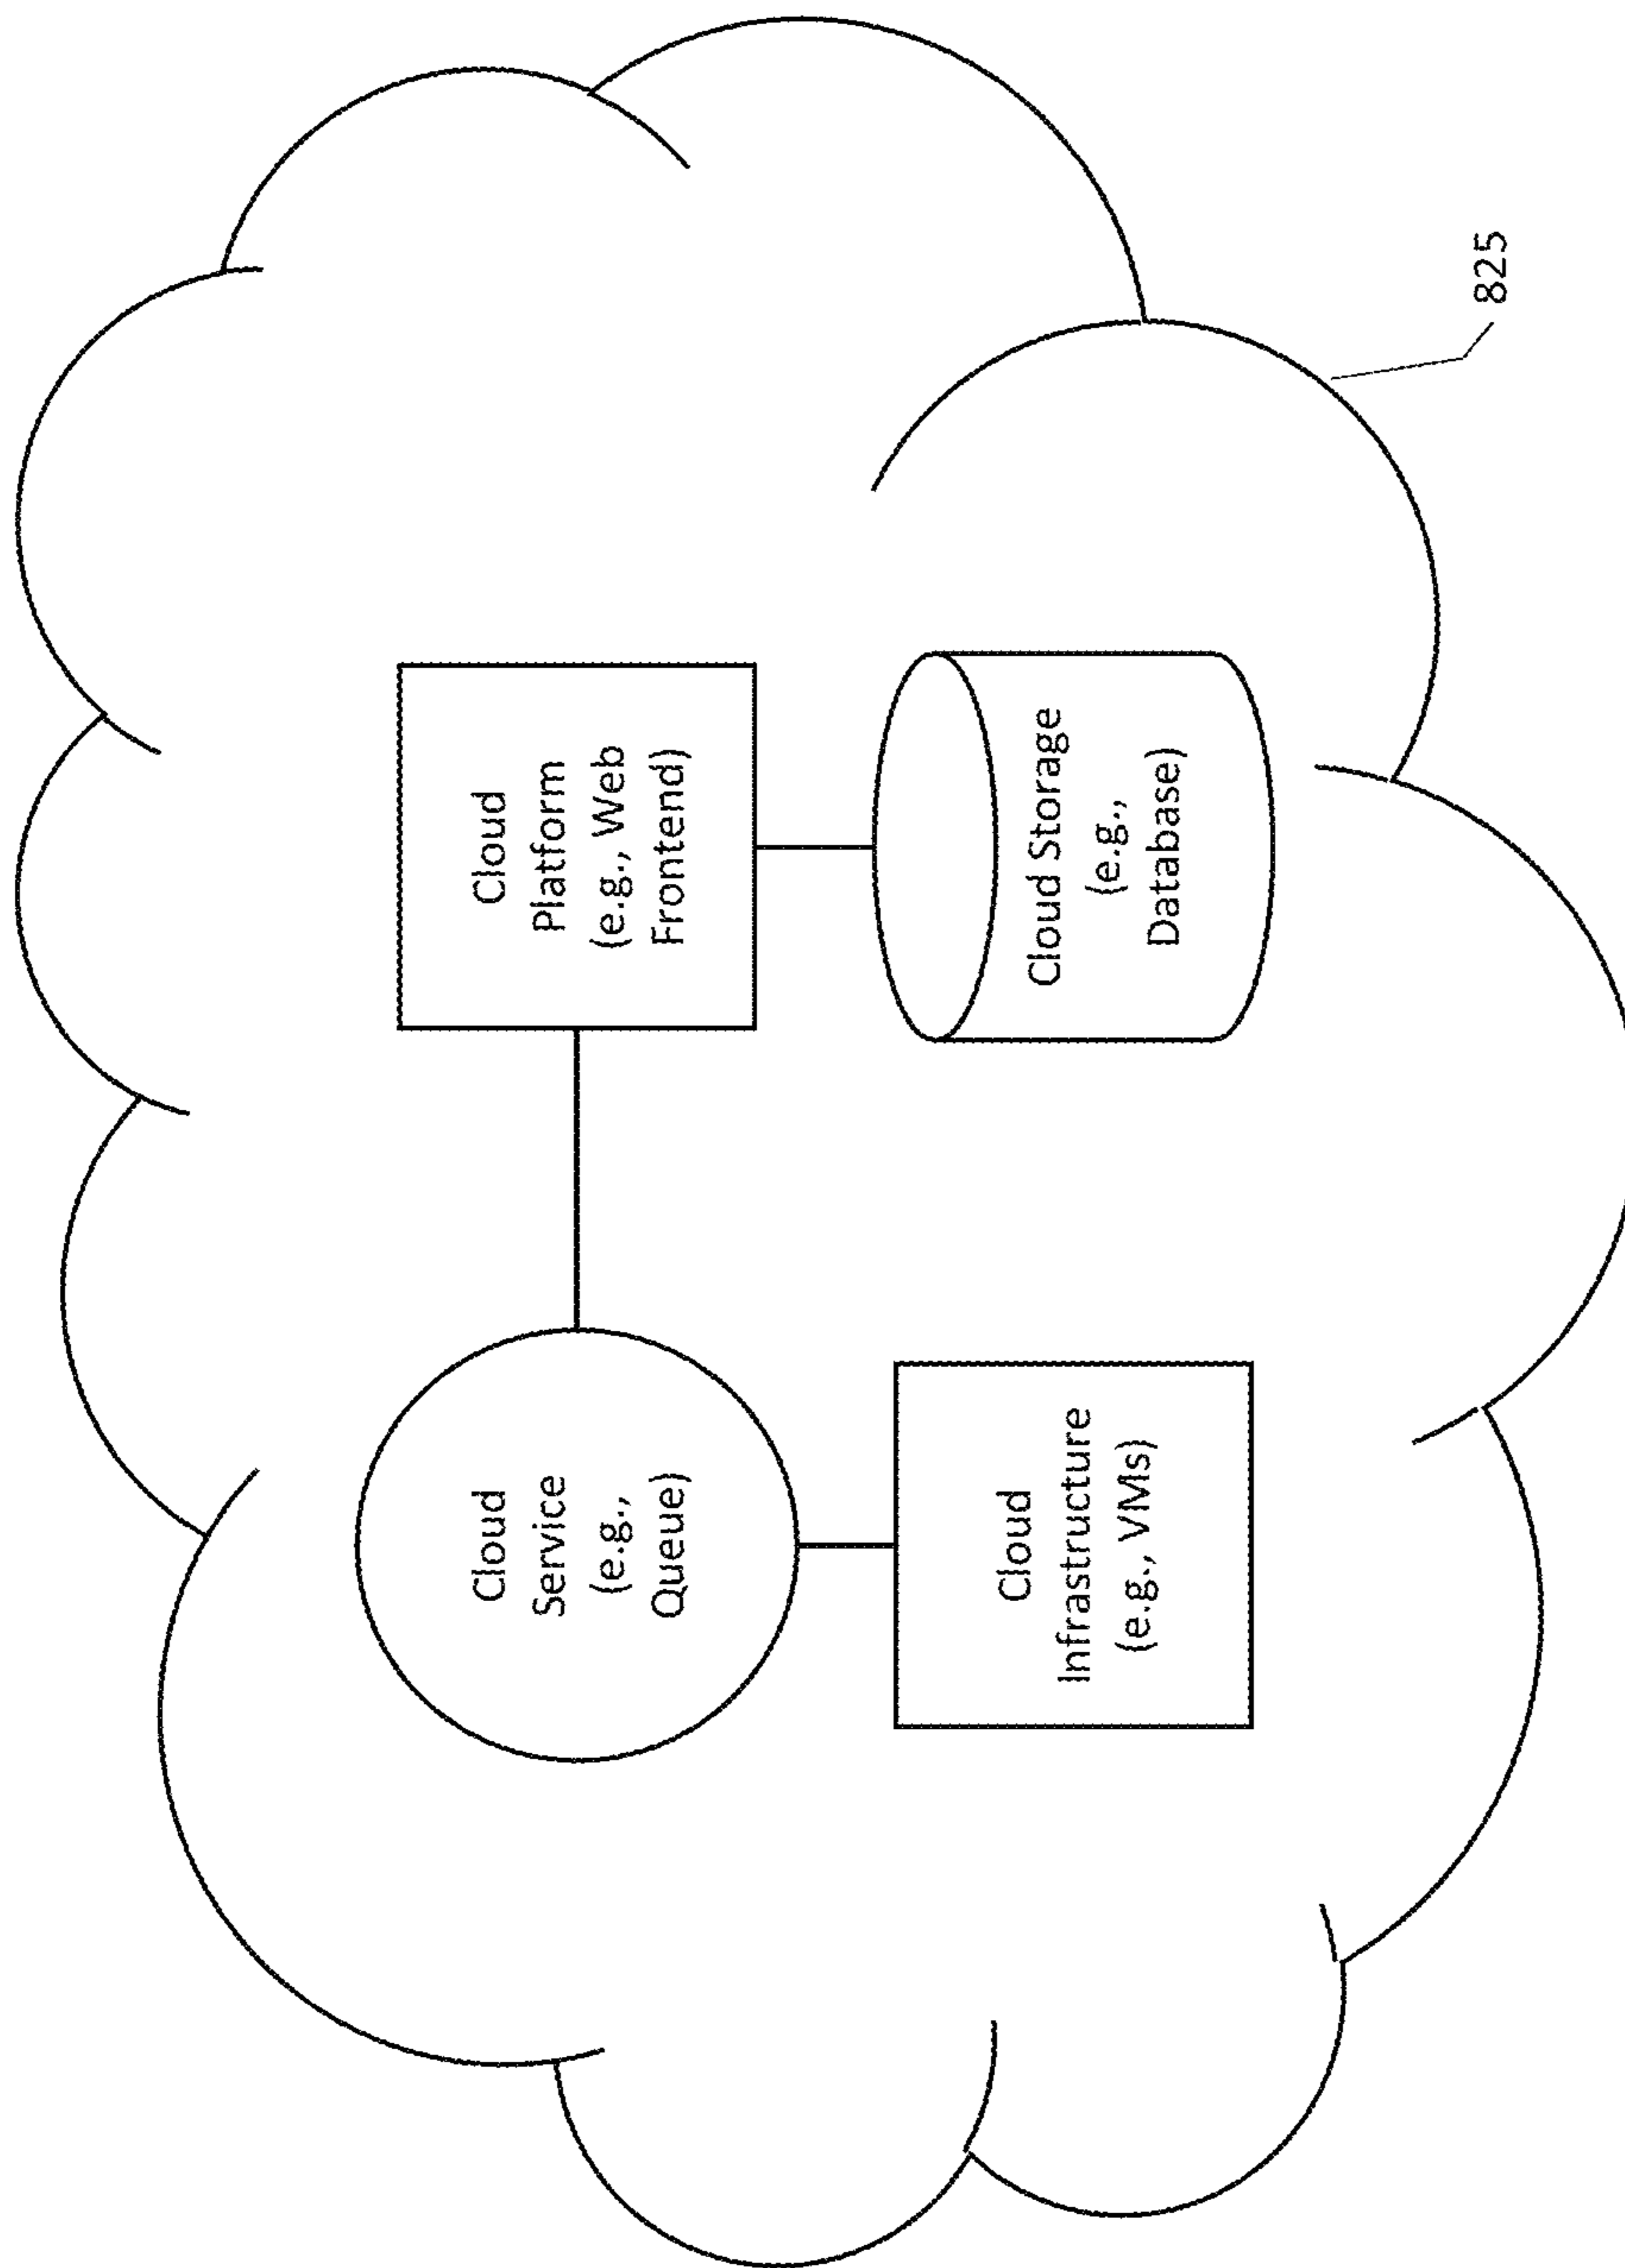 Cloud
Service
(e.g.,
Queue)
Cloud
Platform
(e.g., Web
Frontend)
Cloud
Infrastructure
(e.g., VMs)
Cloud Storage
(e.g.,
Database)
825